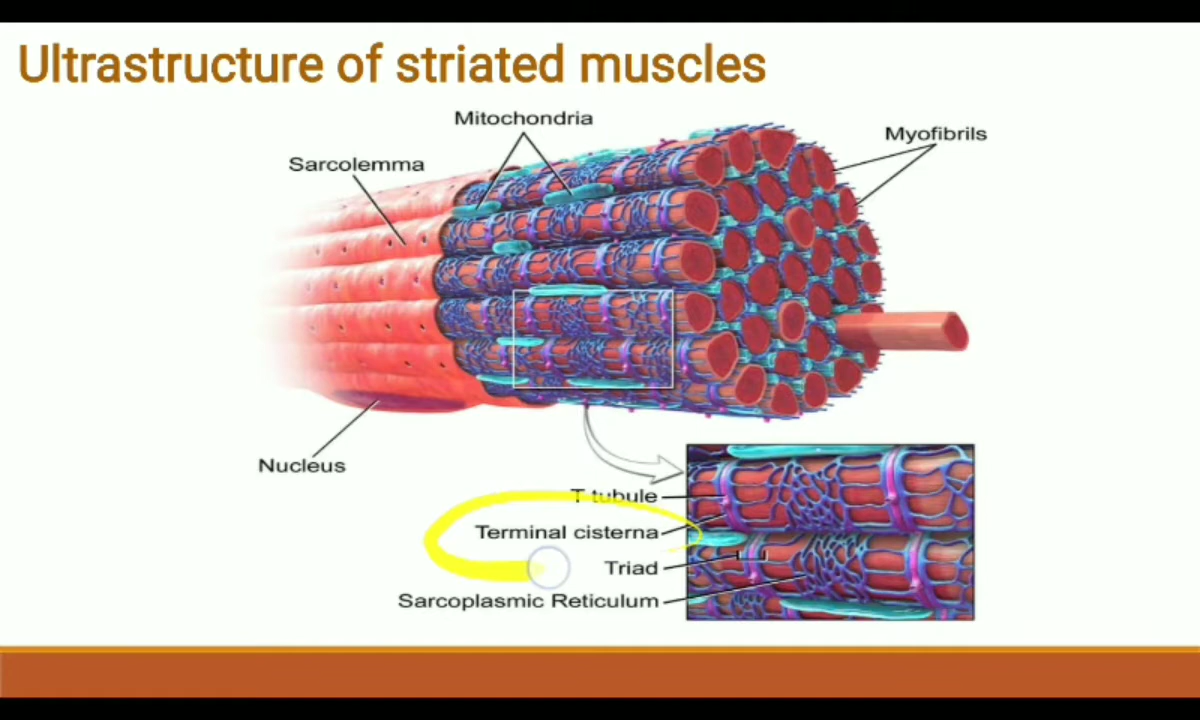 Ultrastructure of striated muscles
Mitochondria
Myofibrils
Sarcolemma
Nucleus
T tubule
Terminal cisterna
Triad
Sarcoplasmic Reticulum